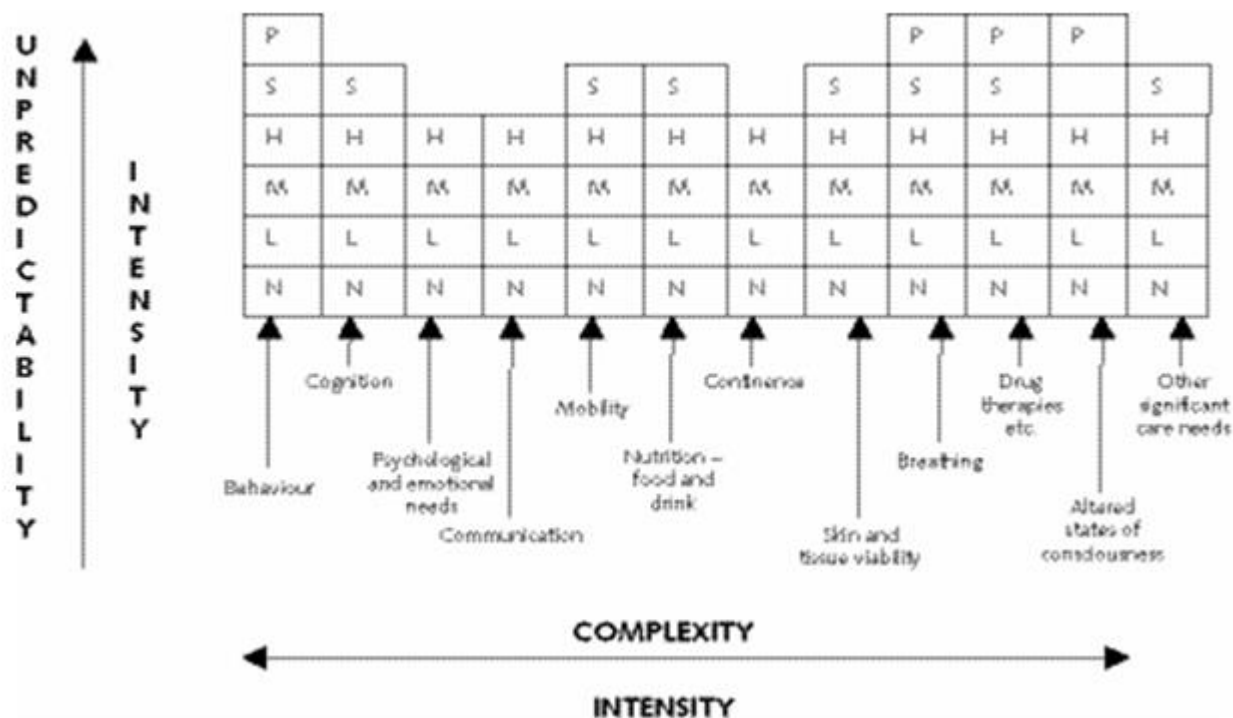 UNPREDICTABILITY
INTENSITY
P P P P
S S S S S S S S
H H H H H H H H H H H H
M M M M M M M M M M M M
L L L L L L L L L L L L
N N N N N N N N N N N N
Behaviour
Cognition
Psychological
and emotional
needs
Communication
Mobility
Nutrition –
food and
drink
Continence
Skin and
tissue viability
Breathing
Drug
therapies
etc.
Altered
states of
consciousness
Other
significant
care needs
COMPLEXITY
INTENSITY